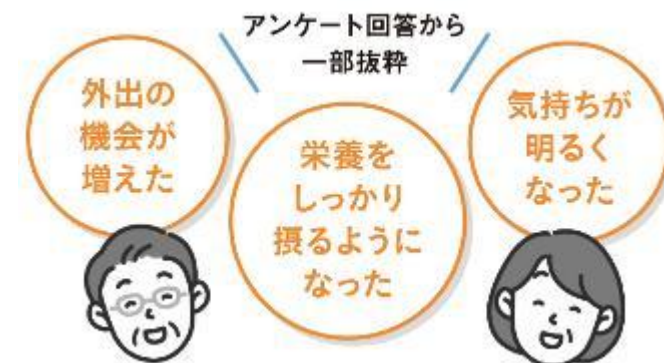 アンケート回答から
一部抜粋
外出の
機会が
増えた
栄養を
しっかり
摂るように
なった
気持ちが
明るく
なった